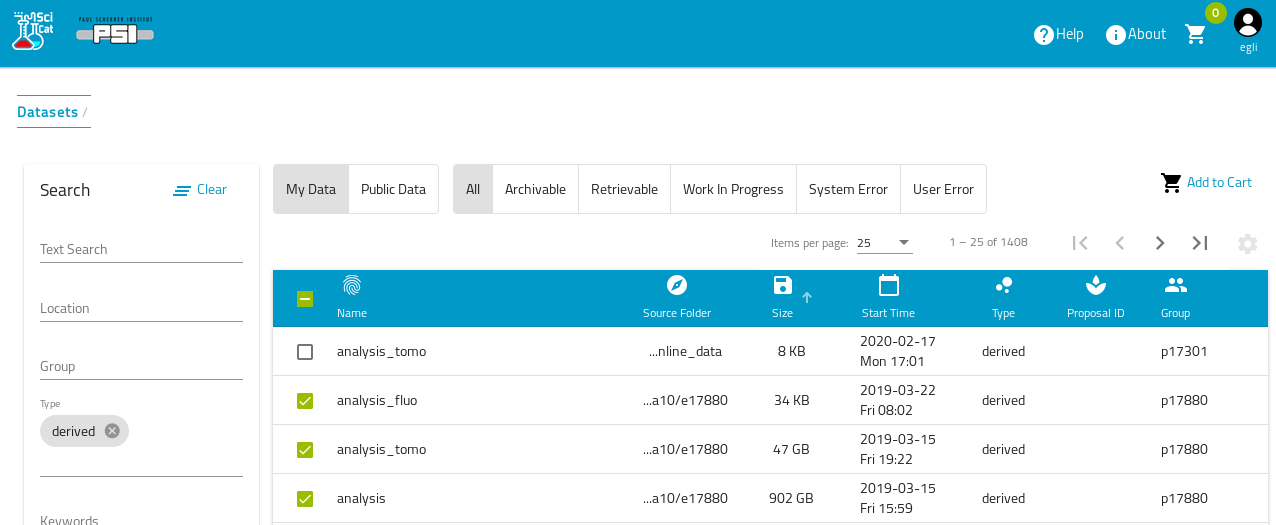 Sci
Cat
PAUL SCHERRER INSTITUT
PSI
Help
About
0
egli
Datasets /
Search
Clear
My Data
Public Data
All
Archivable
Retrievable
Work In Progress
System Error
User Error
Add to Cart
Text Search
Location
Group
Type
derived
Keywords
Items per page: 25
1 – 25 of 1408
Name Source Folder Size Start Time Type Proposal ID Group
analysis_tomo ...nline_data 8 KB 2020-02-17 derived p17301
Mon 17:01
analysis_fluo ...a10/e17880 34 KB 2019-03-22 derived p17880
Fri 08:02
analysis_tomo ...a10/e17880 47 GB 2019-03-15 derived p17880
Fri 19:22
analysis ...a10/e17880 902 GB 2019-03-15 derived p17880
Fri 15:59